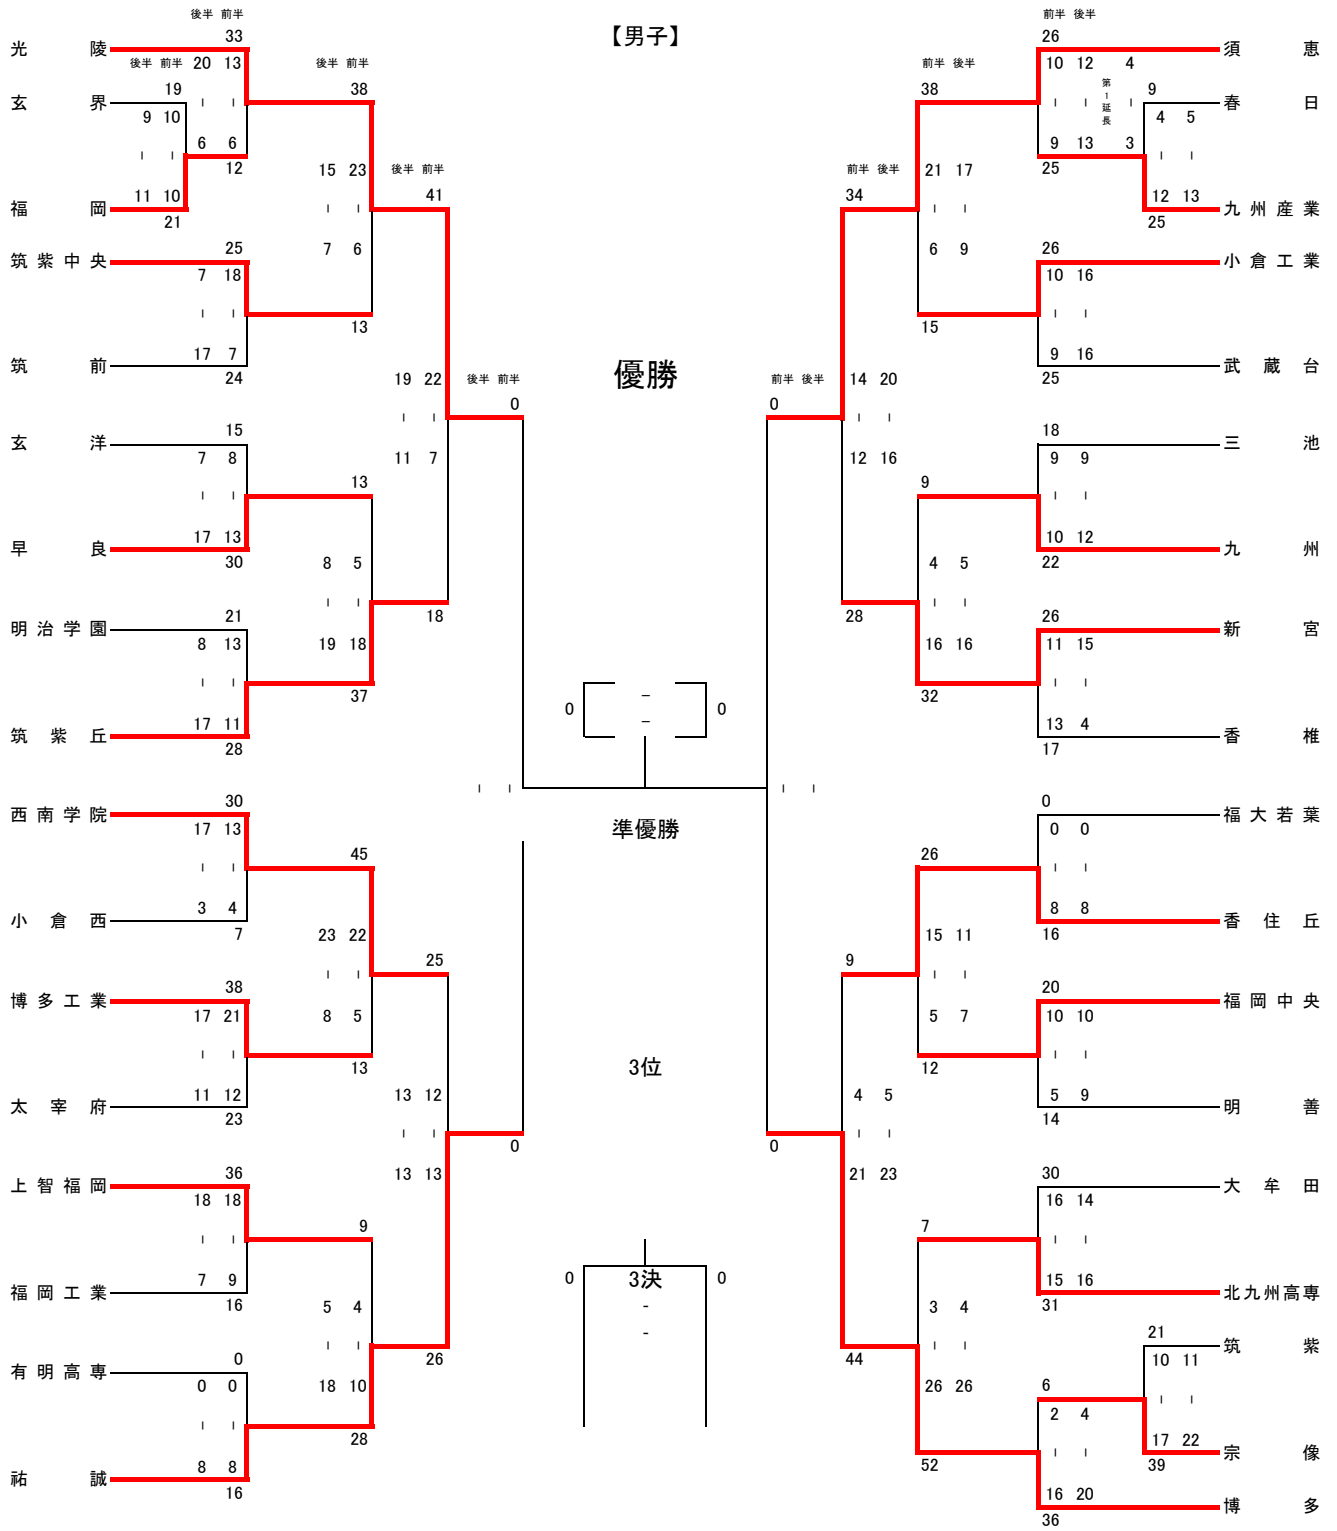 【男子】
後半 前半
33
光陵
20 13
後半 前半
19
玄界
9 10
6 6
12
福岡
11 10
21
25
筑紫中央
7 18
筑前
17 7
24
15
玄洋
7 8
早良
17 13
30
21
明治学園
8 13
筑紫丘
17 11
28
30
西南学院
17 13
小倉西
3 4
7
38
博多工業
17 21
太宰府
11 12
23
36
上智福岡
18 18
福岡工業
7 9
16
0
有明高専
0 0
祐誠
8 8
16
後半 前半
38
15 23
7 6
13
13
8 5
19 18
37
45
23 22
8 5
13
9
5 4
18 10
28
後半 前半
41
19 22
11 7
18
25
13 12
13 13
26
後半 前半
0
0
優勝
0 - 0
-
準優勝
3位
0 3決 0
-
-
前半 後半
0
0
前半 後半
34
14 20
12 16
28
9
4 5
21 23
44
前半 後半
38
21 17
6 9
15
9
4 5
16 16
32
26
15 11
5 7
12
7
3 4
26 26
52
前半 後半
26
須恵
10 12 4
第1延長
9
春日
4 5
9 13 3
25
九州産業
12 13
25
26
小倉工業
10 16
武蔵台
9 16
25
18
三池
9 9
九州
10 12
22
26
新宮
11 15
香椎
13 4
17
0
福大若葉
0 0
香住丘
8 8
16
20
福岡中央
10 10
明善
5 9
14
30
大牟田
16 14
北九州高専
15 16
31
21
筑紫
10 11
6
2 4
宗像
17 22
39
博多
16 20
36